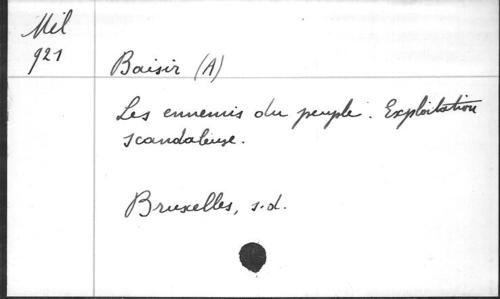 Mil
921
Baisir (A)
Les ennemis du peuple. Exploitation
scandaleuse.
Bruxelles, s.d.